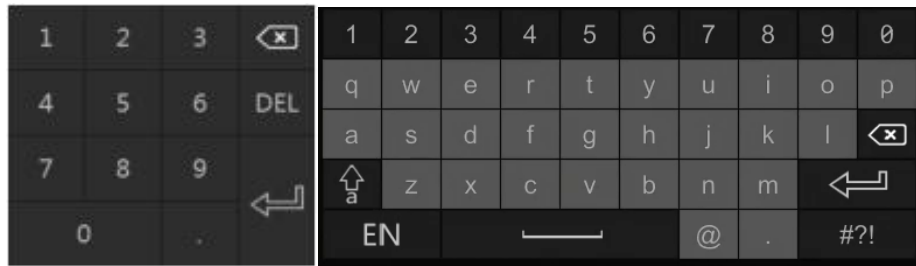 1 2 3
4 5 6 DEL
7 8 9
0 .
1 2 3 4 5 6 7 8 9 0
q w e r t y u i o p
a s d f g h j k l
a z x c v b n m
EN @ . #?!